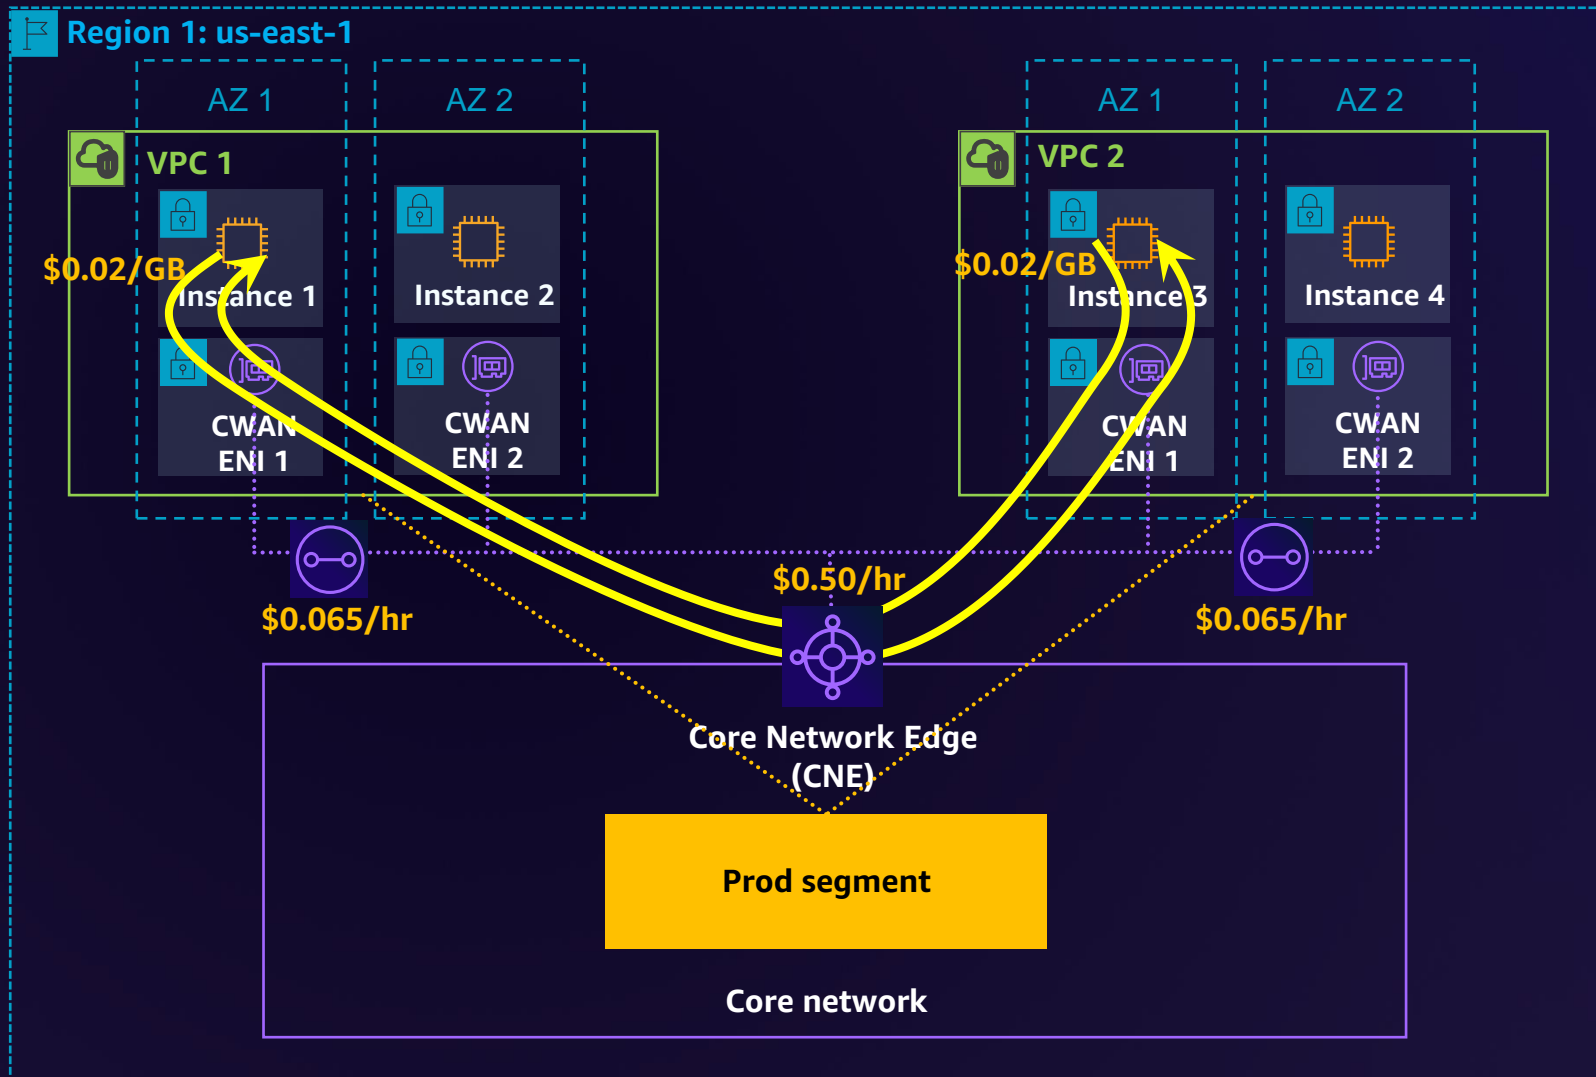 Region 1: us-east-1
AZ 1
AZ 2
AZ 1
AZ 2
VPC 1
VPC 2
$0.02/GB
Instance 1
Instance 2
$0.02/GB
Instance 3
Instance 4
CWAN
ENI 1
CWAN
ENI 2
CWAN
ENI 1
CWAN
ENI 2
$0.065/hr
$0.50/hr
$0.065/hr
Core Network Edge
(CNE)
Prod segment
Core network